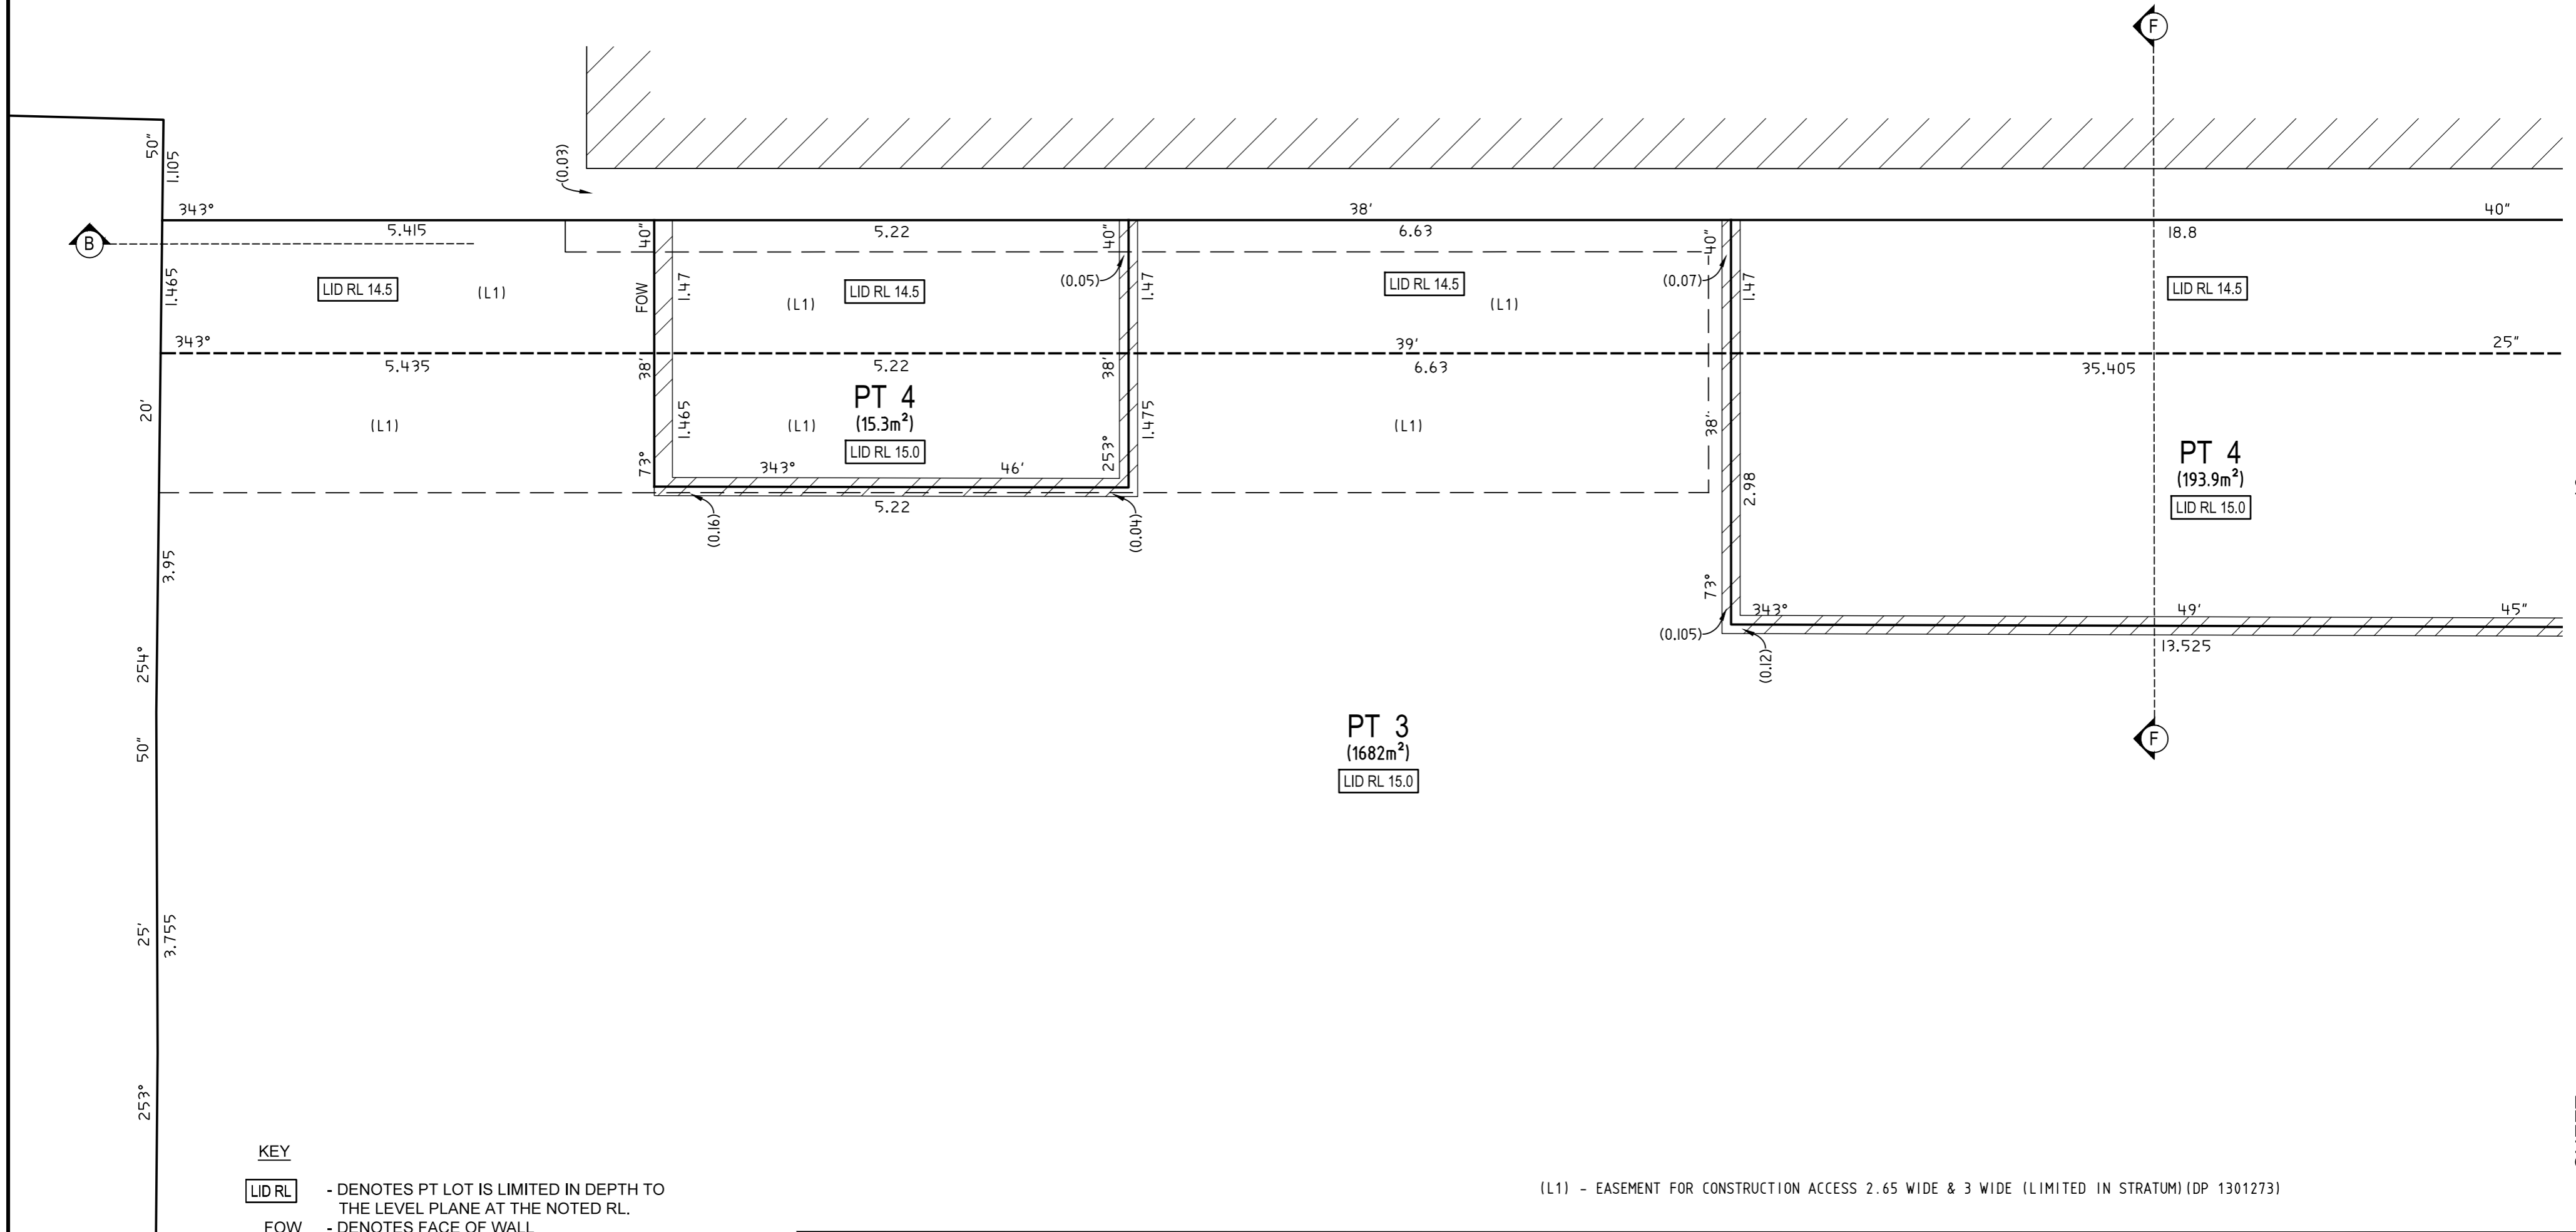 F
50"
1.105
(0.03)
343°
38'
40"
B
5.415
40"
5.22
40"
6.63
40"
18.8
1.465
LID RL 14.5
(L1)
FOW
1.47
(L1)
LID RL 14.5
(0.05)
1.47
LID RL 14.5
(L1)
(0.07)
1.47
LID RL 14.5
343°
39'
25"
5.435
38'
5.22
38'
6.63
35.405
20'
(L1)
73°
1.465
(L1)
PT 4
(15.3m²)
LID RL 15.0
253°
1.475
(L1)
38'
PT 4
(193.9m²)
LID RL 15.0
343°
46'
2.98
5.22
(0.16)
(0.04)
3.95
73°
343°
49'
45"
(0.105)
(0.12)
13.525
254°
50"
PT 3
(1682m²)
LID RL 15.0
F
25'
3.755
253°
KEY
LID RL - DENOTES PT LOT IS LIMITED IN DEPTH TO
THE LEVEL PLANE AT THE NOTED RL.
FOW - DENOTES FACE OF WALL
(L1) - EASEMENT FOR CONSTRUCTION ACCESS 2.65 WIDE & 3 WIDE (LIMITED IN STRATUM)(DP 1301273)